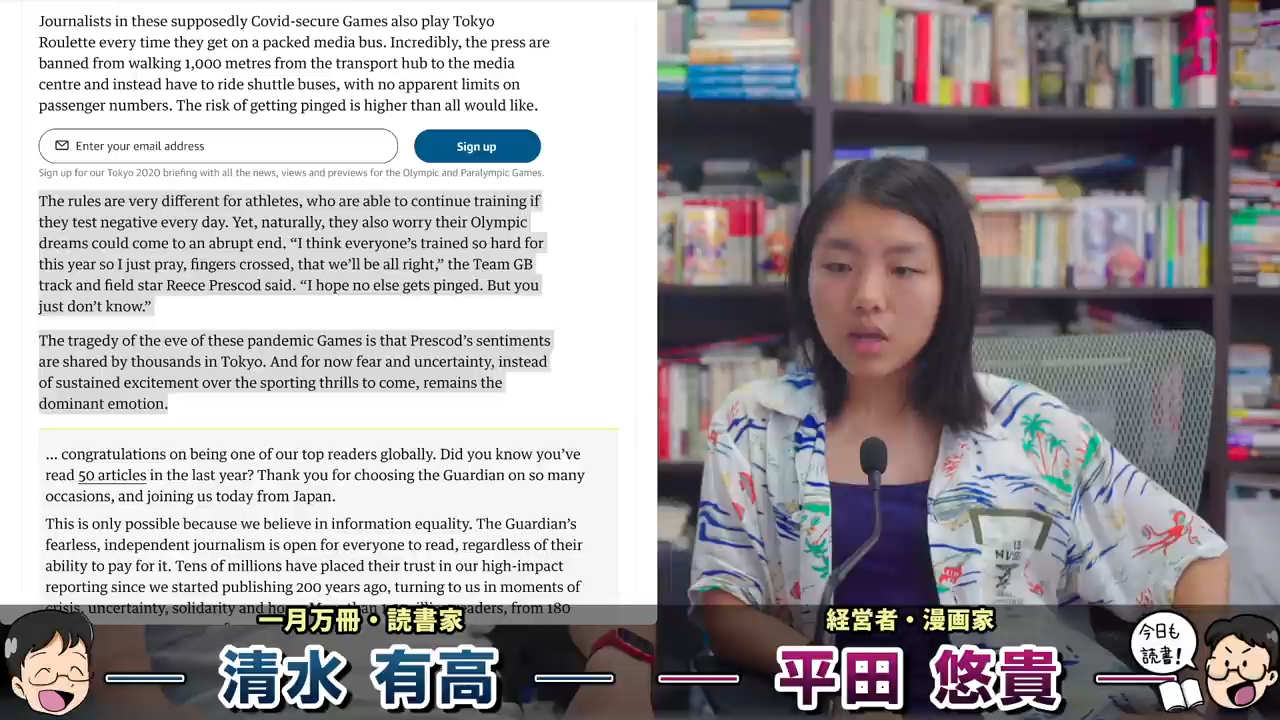 Journalists in these supposedly Covid-secure Games also play Tokyo
Roulette every time they get on a packed media bus. Incredibly, the press are
banned from walking 1,000 metres from the transport hub to the media
centre and instead have to ride shuttle buses, with no apparent limits on
passenger numbers. The risk of getting pinged is higher than all would like.
Enter your email address
Sign up
Sign up for our Tokyo 2020 briefing with all the news, views and previews for the Olympic and Paralympic Games.
The rules are very different for athletes, who are able to continue training if
they test negative every day. Yet, naturally, they also worry their Olympic
dreams could come to an abrupt end. “I think everyone’s trained so hard for
this year so I just pray, fingers crossed, that we’ll be all right,” the Team GB
track and field star Reece Prescod said. “I hope no else gets pinged. But you
just don’t know.”
The tragedy of the eve of these pandemic Games is that Prescod’s sentiments
are shared by thousands in Tokyo. And for now fear and uncertainty, instead
of sustained excitement over the sporting thrills to come, remains the
dominant emotion.
... congratulations on being one of our top readers globally. Did you know you’ve
read 50 articles in the last year? Thank you for choosing the Guardian on so many
occasions, and joining us today from Japan.
This is only possible because we believe in information equality. The Guardian’s
fearless, independent journalism is open for everyone to read, regardless of their
ability to pay for it. Tens of millions have placed their trust in our high-impact
reporting since we started publishing 200 years ago, turning to us in moments of
crisis, uncertainty, solidarity and readers, from 180
一月万冊・読書家
清水 有高
経営者・漫画家
平田 悠貴
今日も
読書!